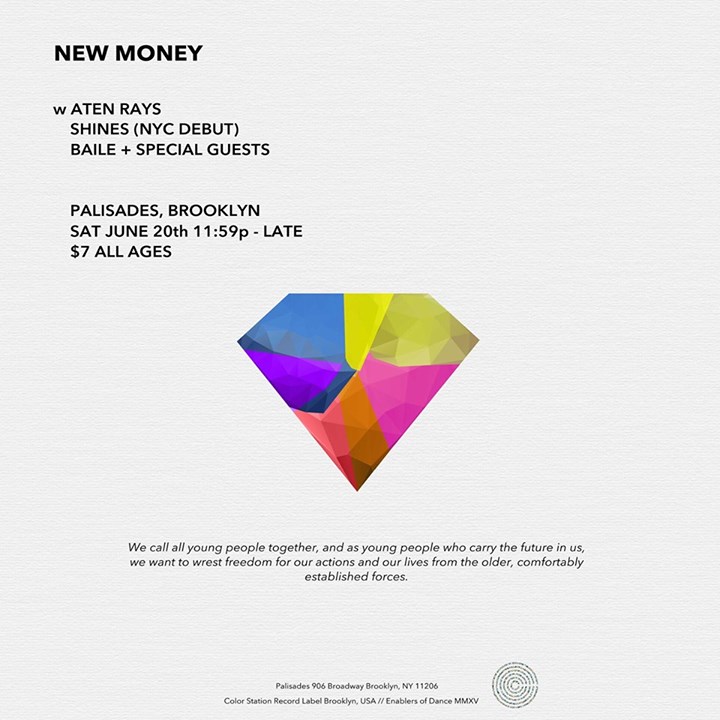 NEW MONEY
w ATEN RAYS
SHINES (NYC DEBUT)
BAILE + SPECIAL GUESTS
PALISADES, BROOKLYN
SAT JUNE 20th 11:59p - LATE
$7 ALL AGES
We call all young people together, and as young people who carry the future in us,
we want to wrest freedom for our actions and our lives from the older, comfortably
established forces.
Palisades 906 Broadway Brooklyn, NY 11206
Color Station Record Label Brooklyn, USA // Enablers of Dance MMXV